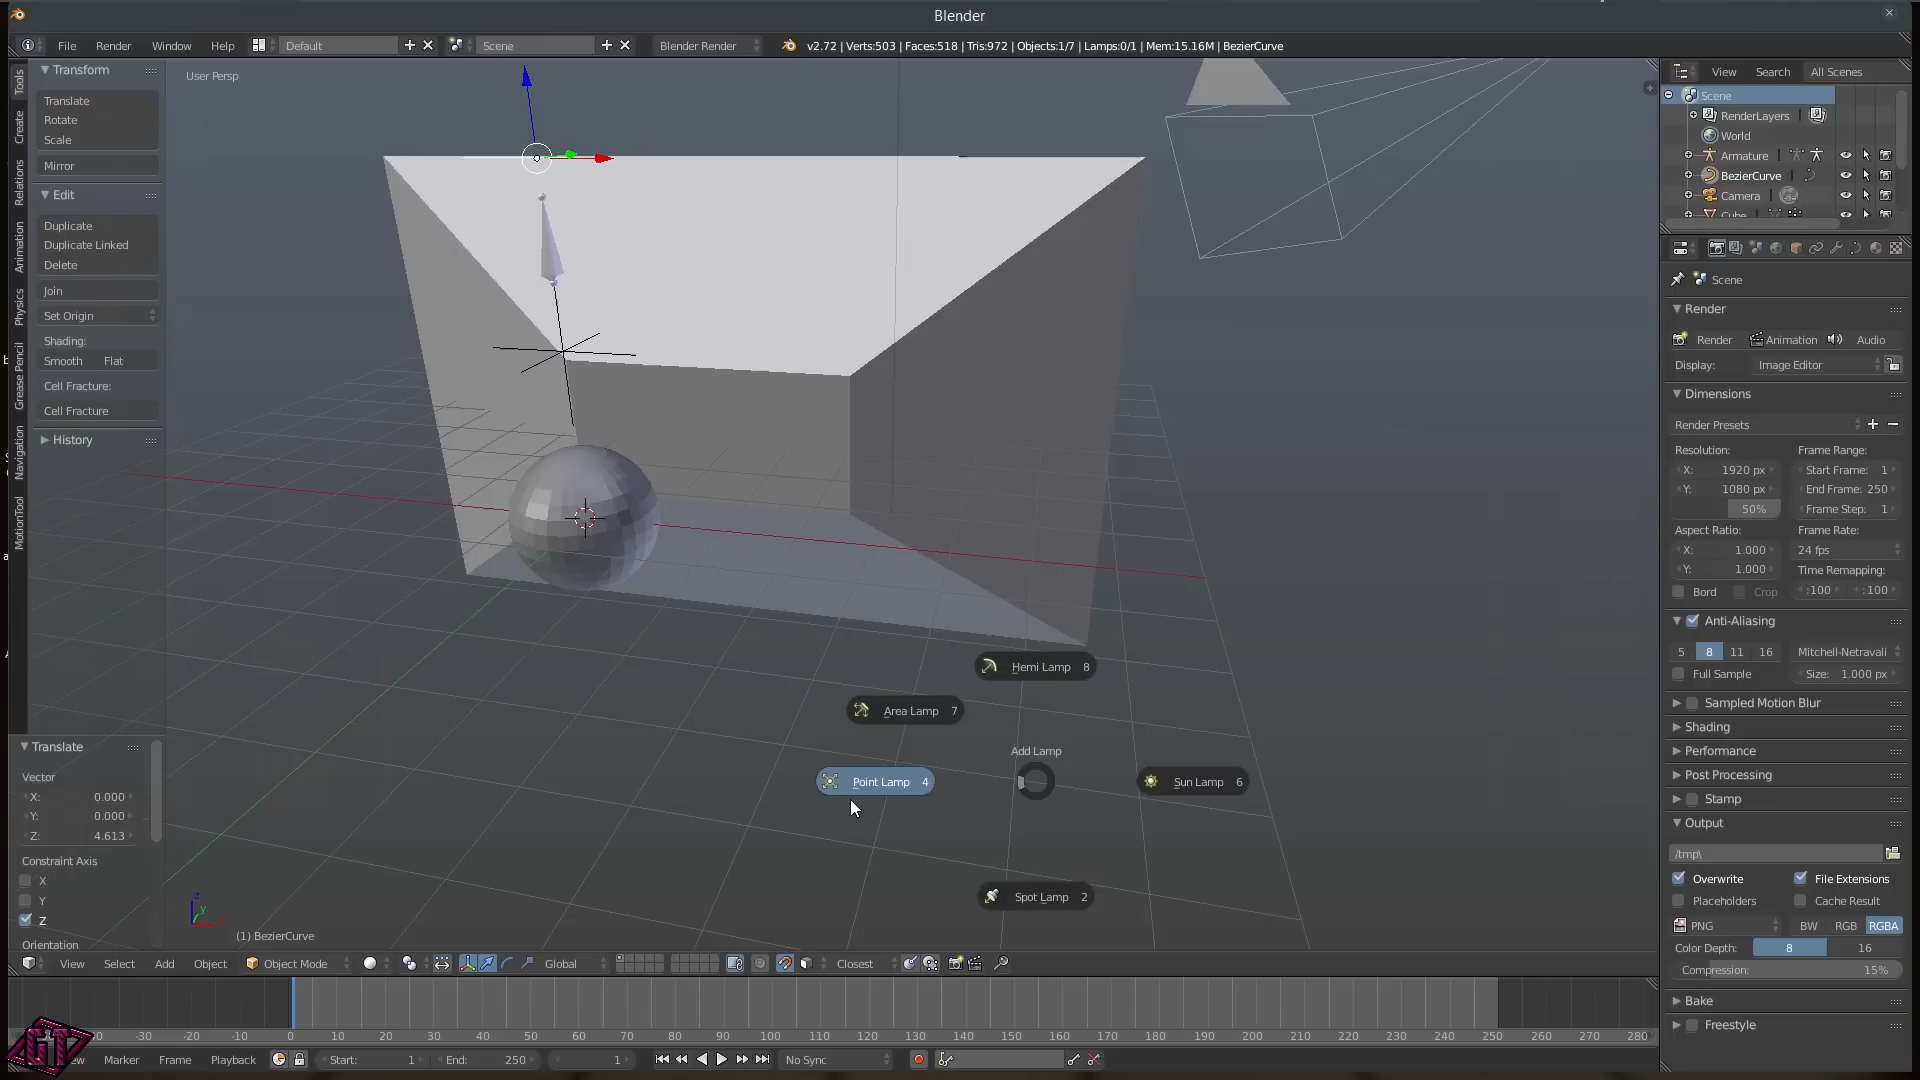 Blender
File Render Window Help Default Scene Blender Render v2.72 | Verts:503 | Faces:518 | Tris:972 | Objects:1/7 | Lamps:0/1 | Mem:15.16M | BezierCurve
Tools
Create
Relations
Animation
Physics
Grease Pencil
Navigation
MotionTool
Transform
Translate
Rotate
Scale
Mirror
Edit
Duplicate
Duplicate Linked
Delete
Join
Set Origin
Shading:
Smooth Flat
Cell Fracture:
Cell Fracture
History
Translate
Vector
X: 0.000
Y: 0.000
Z: 4.613
Constraint Axis
X
Y
Z
Orientation
User Persp
Hemi Lamp 8
Area Lamp 7
Add Lamp
Point Lamp 4
Sun Lamp 6
Spot Lamp 2
z
y
(1) BezierCurve
View Select Add Object Object Mode Global Closest
View Search All Scenes
Scene
RenderLayers
World
Armature
BezierCurve
Camera
Cube
Scene
Render
Render Animation Audio
Display: Image Editor
Dimensions
Render Presets
Resolution: Frame Range:
X: 1920 px Start Frame: 1
Y: 1080 px End Frame: 250
50% Frame Step: 1
Aspect Ratio: Frame Rate:
X: 1.000 24 fps
Y: 1.000 Time Remapping:
Bord Crop :100 :100
Anti-Aliasing
5 8 11 16 Mitchell-Netravali
Full Sample Size: 1.000 px
Sampled Motion Blur
Shading
Performance
Post Processing
Stamp
Output
/tmp\
Overwrite File Extensions
Placeholders Cache Result
PNG BW RGB RGBA
Color Depth: 8 16
Compression: 15%
Bake
Freestyle
-30 -20 -10 0 10 20 30 40 50 60 70 80 90 100 110 120 130 140 150 160 170 180 190 200 210 220 230 240 250 260 270 280
GT
Marker Frame Playback Start: 1 End: 250 1 No Sync